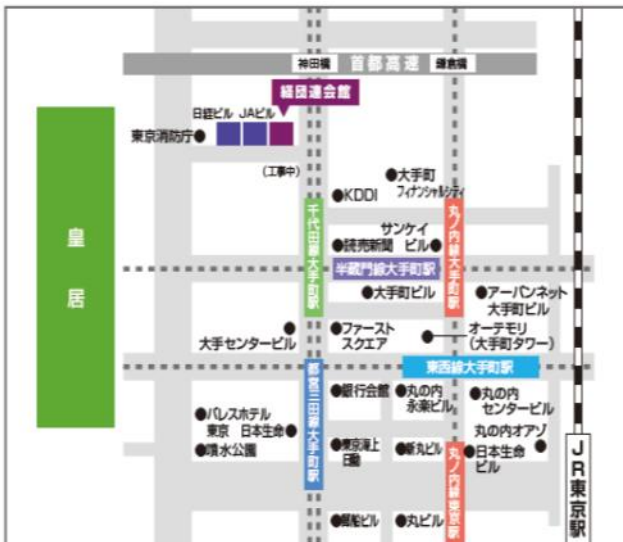 神田橋
首都高速
鎌倉橋
経団連会館
日経ビル
JAビル
東京消防庁
(工事中)
皇居
大手町
フィナンシャルシティ
KDDI
千代田線大手町駅
丸ノ内線大手町駅
サンケイ
ビル
読売新聞
半蔵門線大手町駅
大手町ビル
アーバンネット
大手町ビル
大手センタービル
ファースト
スクエア
オーテモリ
(大手町タワー)
東西線大手町駅
都営三田線大手町駅
銀行会館
丸の内
永楽ビル
丸の内
センタービル
パレスホテル
東京
日本生命
噴水公園
東京海上
日動
新丸ビル
丸の内オアゾ
日本生命
ビル
丸ノ内線東京駅
JR東京駅
郵船ビル
丸ビル